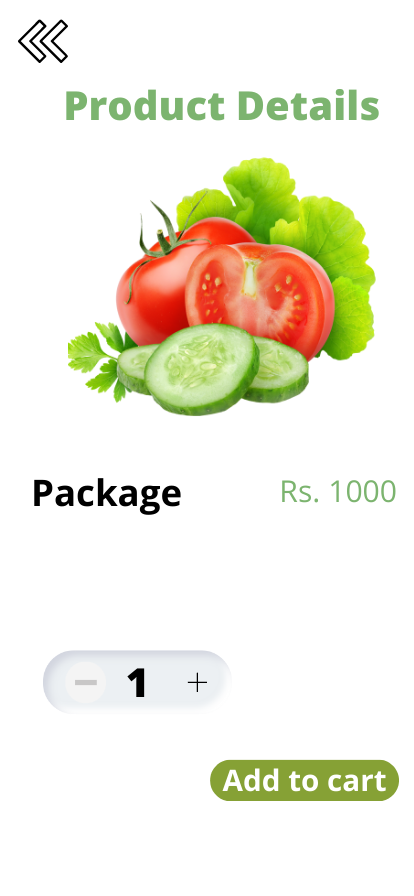 Product Details
Package Rs. 1000
1
Add to cart